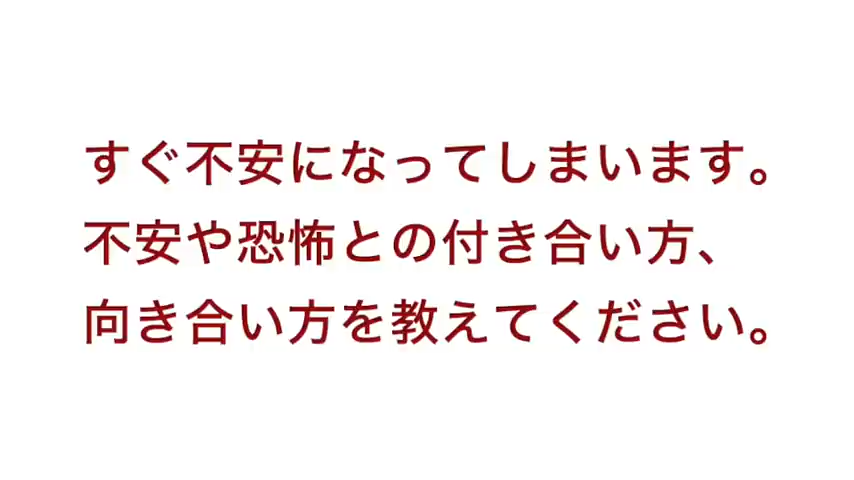 すぐ不安になってしまいます。
不安や恐怖との付き合い方、
向き合い方を教えてください。